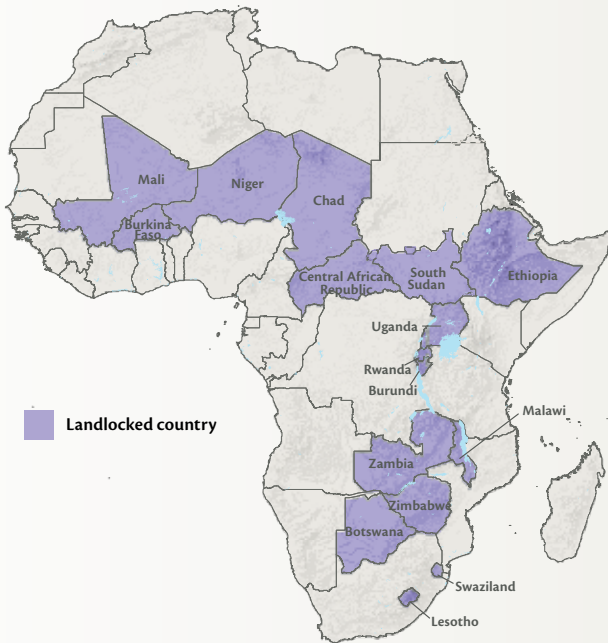 Mali
Niger
Chad
Burkina
Faso
Central African
Republic
South
Sudan
Ethiopia
Uganda
Rwanda
Burundi
Malawi
Landlocked country
Zambia
Zimbabwe
Botswana
Swaziland
Lesotho